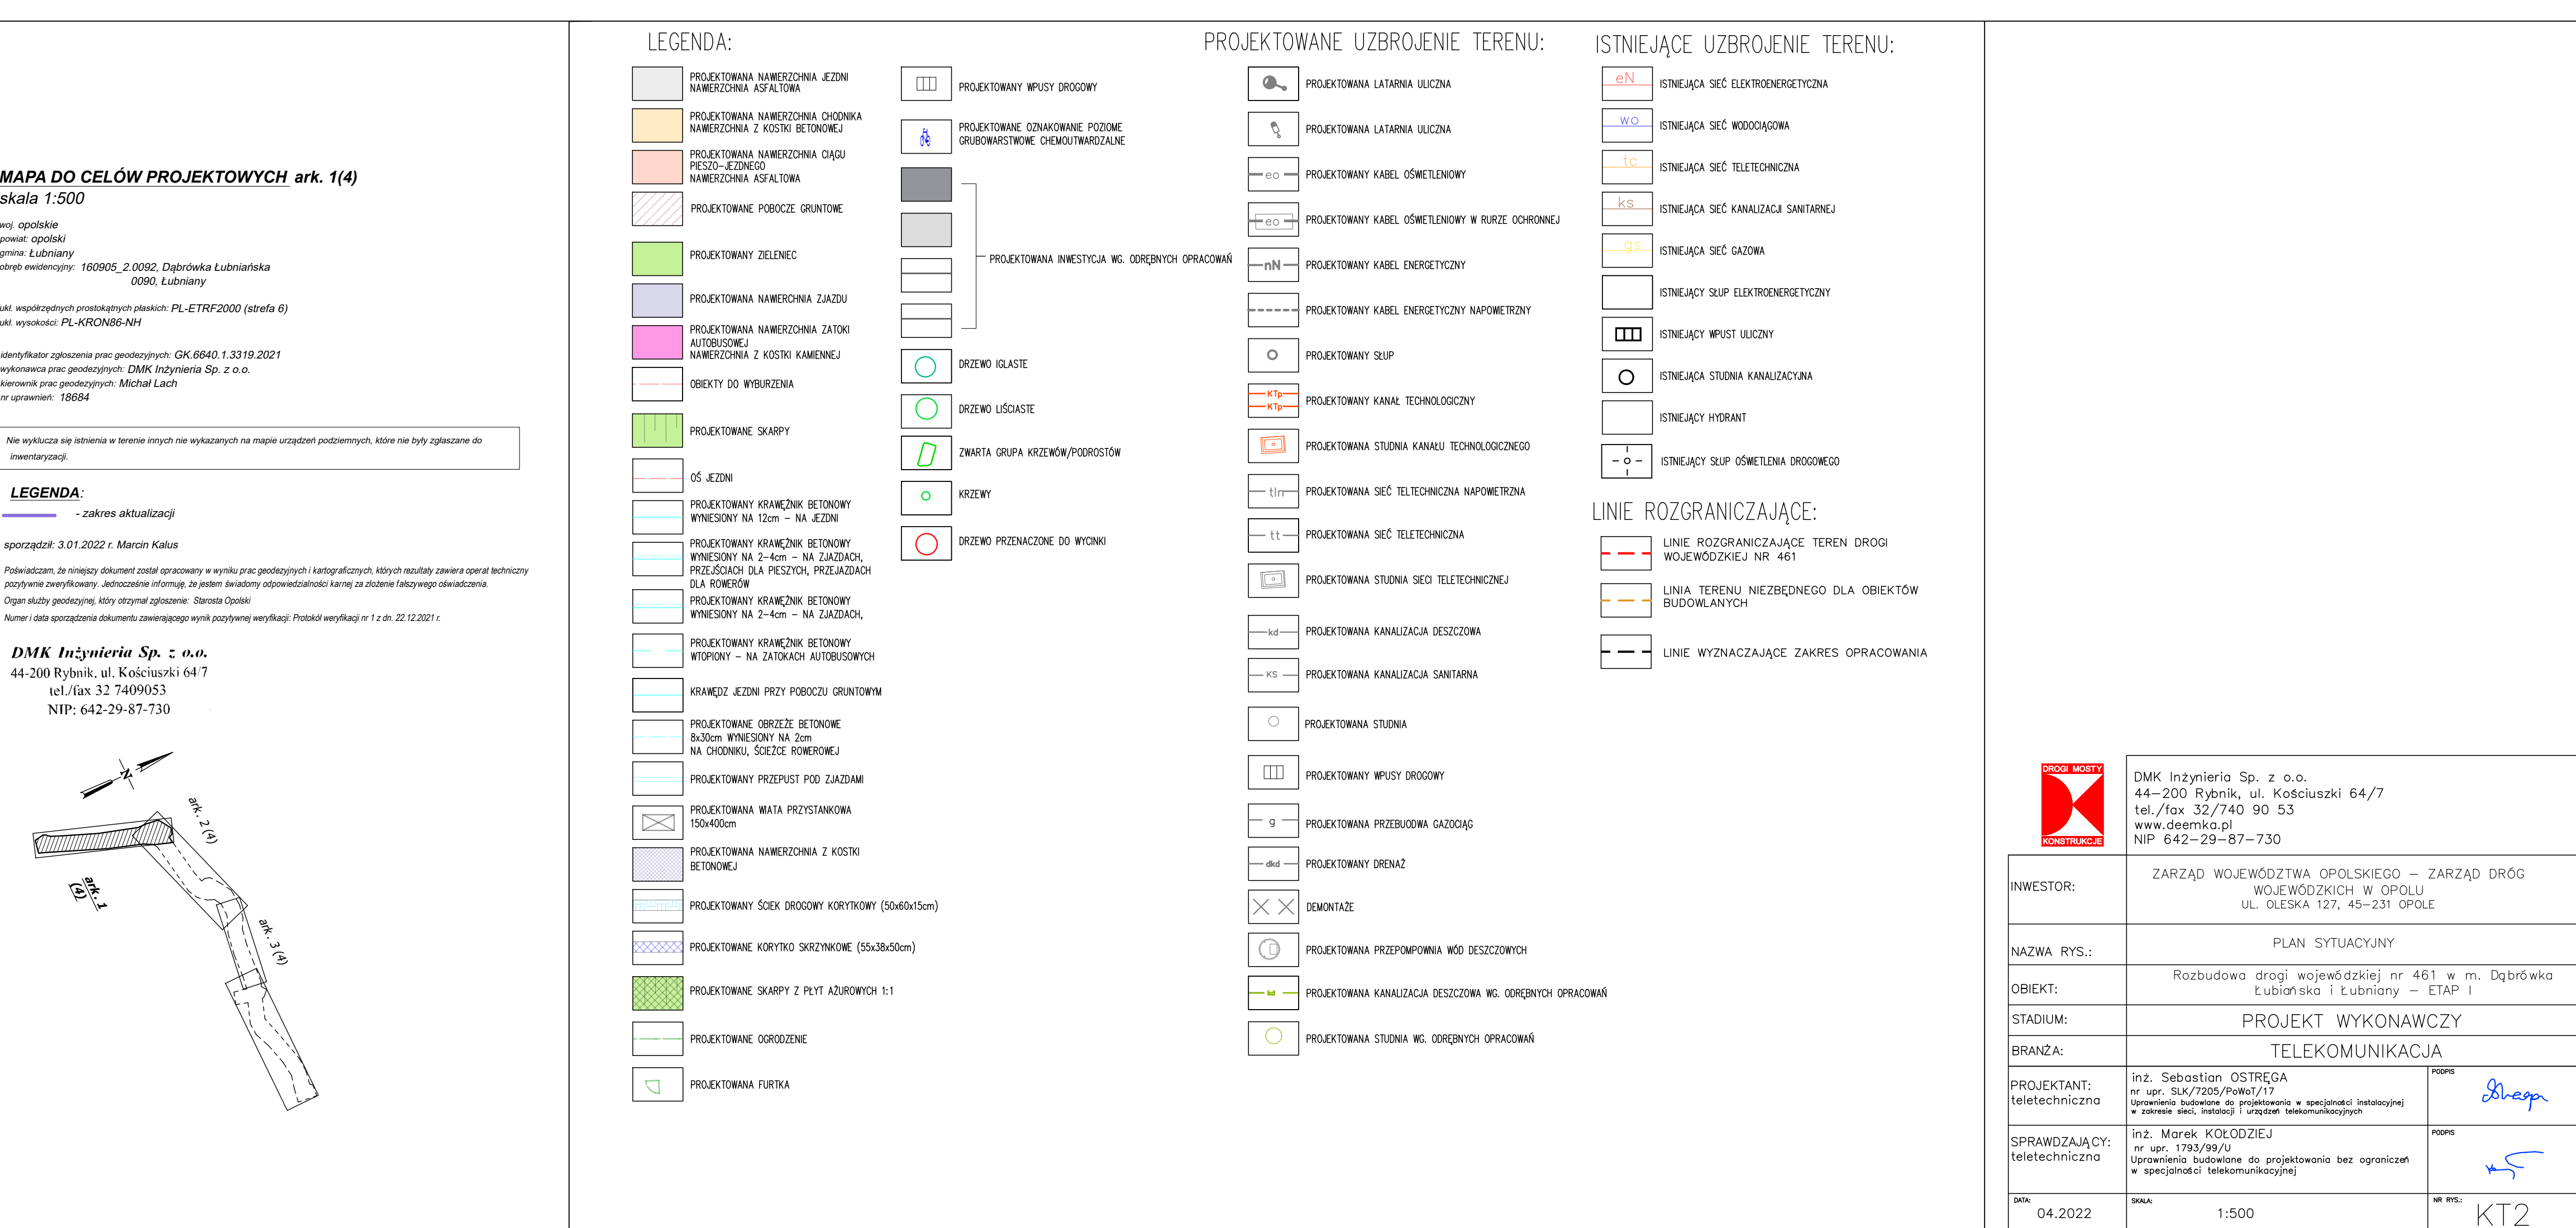 MAPA DO CELÓW PROJEKTOWYCH ark. 1(4)
skala 1:500
woj. opolskie
powiat: opolski
gmina: Łubniany
obręb ewidencyjny: 160905_2.0092, Dąbrówka Łubniańska
0090, Łubniany
ukł. współrzędnych prostokątnych płaskich: PL-ETRF2000 (strefa 6)
ukł. wysokości: PL-KRON86-NH
identyfikator zgłoszenia prac geodezyjnych: GK.6640.1.3319.2021
wykonawca prac geodezyjnych: DMK Inżynieria Sp. z o.o.
kierownik prac geodezyjnych: Michał Lach
nr uprawnień: 18684
Nie wyklucza się istnienia w terenie innych nie wykazanych na mapie urządzeń podziemnych, które nie były zgłaszane do
inwentaryzacji.
LEGENDA:
- zakres aktualizacji
sporządził: 3.01.2022 r. Marcin Kalus
Poświadczam, że niniejszy dokument został opracowany w wyniku prac geodezyjnych i kartograficznych, których rezultaty zawiera operat techniczny
pozytywnie zweryfikowany. Jednocześnie informuję, że jestem świadomy odpowiedzialności karnej za złożenie fałszywego oświadczenia.
Organ służby geodezyjnej, który otrzymał zgłoszenie: Starosta Opolski
Numer i data sporządzenia dokumentu zawierającego wynik pozytywnej weryfikacji: Protokół weryfikacji nr 1 z dn. 22.12.2021 r.
DMK Inżynieria Sp. z o.o.
44-200 Rybnik, ul. Kościuszki 64/7
tel./fax 32 7409053
NIP: 642-29-87-730
N
ark. 2 (4)
ark. 1
(4)
ark. 3 (4)
LEGENDA:
PROJEKTOWANA NAWIERZCHNIA JEZDNI
NAWIERZCHNIA ASFALTOWA
PROJEKTOWANA NAWIERZCHNIA CHODNIKA
NAWIERZCHNIA Z KOSTKI BETONOWEJ
PROJEKTOWANA NAWIERZCHNIA CIĄGU
PIESZO-JEZDNEGO
NAWIERZCHNIA ASFALTOWA
PROJEKTOWANE POBOCZE GRUNTOWE
PROJEKTOWANY ZIELENIEC
PROJEKTOWANA NAWIERCHNIA ZJAZDU
PROJEKTOWANA NAWIERZCHNIA ZATOKI
AUTOBUSOWEJ
NAWIERZCHNIA Z KOSTKI KAMIENNEJ
OBIEKTY DO WYBURZENIA
PROJEKTOWANE SKARPY
OŚ JEZDNI
PROJEKTOWANY KRAWĘŻNIK BETONOWY
WYNIESIONY NA 12cm - NA JEZDNI
PROJEKTOWANY KRAWĘŻNIK BETONOWY
WYNIESIONY NA 2-4cm - NA ZJAZDACH,
PRZEJŚCIACH DLA PIESZYCH, PRZEJAZDACH
DLA ROWERÓW
PROJEKTOWANY KRAWĘŻNIK BETONOWY
WYNIESIONY NA 2-4cm - NA ZJAZDACH,
PROJEKTOWANY KRAWĘŻNIK BETONOWY
WTOPIONY - NA ZATOKACH AUTOBUSOWYCH
KRAWĘDZ JEZDNI PRZY POBOCZU GRUNTOWYM
PROJEKTOWANE OBRZEŻE BETONOWE
8x30cm WYNIESIONY NA 2cm
NA CHODNIKU, ŚCIEŻCE ROWEROWEJ
PROJEKTOWANY PRZEPUST POD ZJAZDAMI
PROJEKTOWANA WIATA PRZYSTANKOWA
150x400cm
PROJEKTOWANA NAWIERZCHNIA Z KOSTKI
BETONOWEJ
PROJEKTOWANY ŚCIEK DROGOWY KORYTKOWY (50x60x15cm)
PROJEKTOWANE KORYTKO SKRZYNKOWE (55x38x50cm)
PROJEKTOWANE SKARPY Z PŁYT AŻUROWYCH 1:1
PROJEKTOWANE OGRODZENIE
PROJEKTOWANA FURTKA
PROJEKTOWANY WPUSY DROGOWY
PROJEKTOWANE OZNAKOWANIE POZIOME
GRUBOWARSTWOWE CHEMOUTWARDZALNE
PROJEKTOWANA INWESTYCJA WG. ODRĘBNYCH OPRACOWAŃ
DRZEWO IGLASTE
DRZEWO LIŚCIASTE
ZWARTA GRUPA KRZEWÓW/PODROSTÓW
KRZEWY
DRZEWO PRZENACZONE DO WYCINKI
PROJEKTOWANE UZBROJENIE TERENU:
PROJEKTOWANA LATARNIA ULICZNA
PROJEKTOWANA LATARNIA ULICZNA
eo PROJEKTOWANY KABEL OŚWIETLENIOWY
eo PROJEKTOWANY KABEL OŚWIETLENIOWY W RURZE OCHRONNEJ
nN PROJEKTOWANY KABEL ENERGETYCZNY
PROJEKTOWANY KABEL ENERGETYCZNY NAPOWIETRZNY
PROJEKTOWANY SŁUP
KTp
KTp
PROJEKTOWANY KANAŁ TECHNOLOGICZNY
PROJEKTOWANA STUDNIA KANAŁU TECHNOLOGICZNEGO
tln PROJEKTOWANA SIEĆ TELTECHNICZNA NAPOWIETRZNA
tt PROJEKTOWANA SIEĆ TELETECHNICZNA
PROJEKTOWANA STUDNIA SIECI TELETECHNICZNEJ
kd PROJEKTOWANA KANALIZACJA DESZCZOWA
KS PROJEKTOWANA KANALIZACJA SANITARNA
PROJEKTOWANA STUDNIA
PROJEKTOWANY WPUSY DROGOWY
g PROJEKTOWANA PRZEBUODWA GAZOCIĄG
dkd PROJEKTOWANY DRENAŻ
DEMONTAŻE
PROJEKTOWANA PRZEPOMPOWNIA WÓD DESZCZOWYCH
kd PROJEKTOWANA KANALIZACJA DESZCZOWA WG. ODRĘBNYCH OPRACOWAŃ
PROJEKTOWANA STUDNIA WG. ODRĘBNYCH OPRACOWAŃ
ISTNIEJĄCE UZBROJENIE TERENU:
eN ISTNIEJĄCA SIEĆ ELEKTROENERGETYCZNA
wo ISTNIEJĄCA SIEĆ WODOCIĄGOWA
tc ISTNIEJĄCA SIEĆ TELETECHNICZNA
ks ISTNIEJĄCA SIEĆ KANALIZACJI SANITARNEJ
gs ISTNIEJĄCA SIEĆ GAZOWA
ISTNIEJĄCY SŁUP ELEKTROENERGETYCZNY
ISTNIEJĄCY WPUST ULICZNY
ISTNIEJĄCA STUDNIA KANALIZACYJNA
ISTNIEJĄCY HYDRANT
ISTNIEJĄCY SŁUP OŚWIETLENIA DROGOWEGO
LINIE ROZGRANICZAJĄCE:
LINIE ROZGRANICZAJĄCE TEREN DROGI
WOJEWÓDZKIEJ NR 461
LINIA TERENU NIEZBĘDNEGO DLA OBIEKTÓW
BUDOWLANYCH
LINIE WYZNACZAJĄCE ZAKRES OPRACOWANIA
DROGI MOSTY
KONSTRUKCJE
DMK Inżynieria Sp. z o.o.
44-200 Rybnik, ul. Kościuszki 64/7
tel./fax 32/740 90 53
www.deemka.pl
NIP 642-29-87-730
INWESTOR:
ZARZĄD WOJEWÓDZTWA OPOLSKIEGO - ZARZĄD DRÓG
WOJEWÓDZKICH W OPOLU
UL. OLESKA 127, 45-231 OPOLE
NAZWA RYS.:
PLAN SYTUACYJNY
OBIEKT:
Rozbudowa drogi wojewódzkiej nr 461 w m. Dąbrówka
Łubiańska i Łubniany - ETAP I
STADIUM:
PROJEKT WYKONAWCZY
BRANŻA:
TELEKOMUNIKACJA
PROJEKTANT:
teletechniczna
inż. Sebastian OSTRĘGA
nr upr. SLK/7205/PoWoT/17
Uprawnienia budowlane do projektowania w specjalności instalacyjnej
w zakresie sieci, instalacji i urządzeń telekomunikacyjnych
PODPIS
SPRAWDZAJĄCY:
teletechniczna
inż. Marek KOŁODZIEJ
nr upr. 1793/99/U
Uprawnienia budowlane do projektowania bez ograniczeń
w specjalności telekomunikacyjnej
PODPIS
DATA:
04.2022
SKALA:
1:500
NR RYS.:
KT2